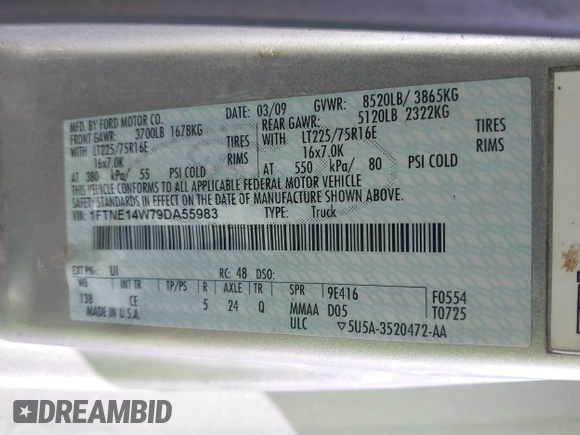 MFD. BY FORD MOTOR CO.
DATE: 03/09 GVWR: 8520LB/ 3865KG
FRONT GAWR: 3700LB 1678KG
REAR GAWR: 5120LB 2322KG
WITH LT225/75R16E TIRES
WITH LT225/75R16E TIRES
16x7.0K RIMS
16x7.0K RIMS
AT 380 kPa/ 55 PSI COLD
AT 550 kPa/ 80 PSI COLD
THIS VEHICLE CONFORMS TO ALL APPLICABLE FEDERAL MOTOR VEHICLE
SAFETY STANDARDS IN EFFECT ON THE DATE OF MANUFACTURE SHOWN ABOVE.
VIN: 1FTNE14W79DA55983
TYPE: Truck
EXT PNT: UI RC: 48 DSO:
WB INT TR TP/PS R AXLE TR SPR
138 CE 5 24 Q
9E416
MMAA D05
ULC
F0554
T0725
MADE IN U.S.A.
5U5A-3520472-AA
DREAMBID